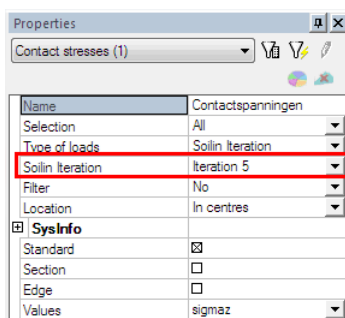 Properties
Contact stresses (1)
Name Contactspanningen
Selection All
Type of loads Soilin Iteration
Soilin Iteration Iteration 5
Filter No
Location In centres
SysInfo
Standard
Section
Edge
Values sigmaz